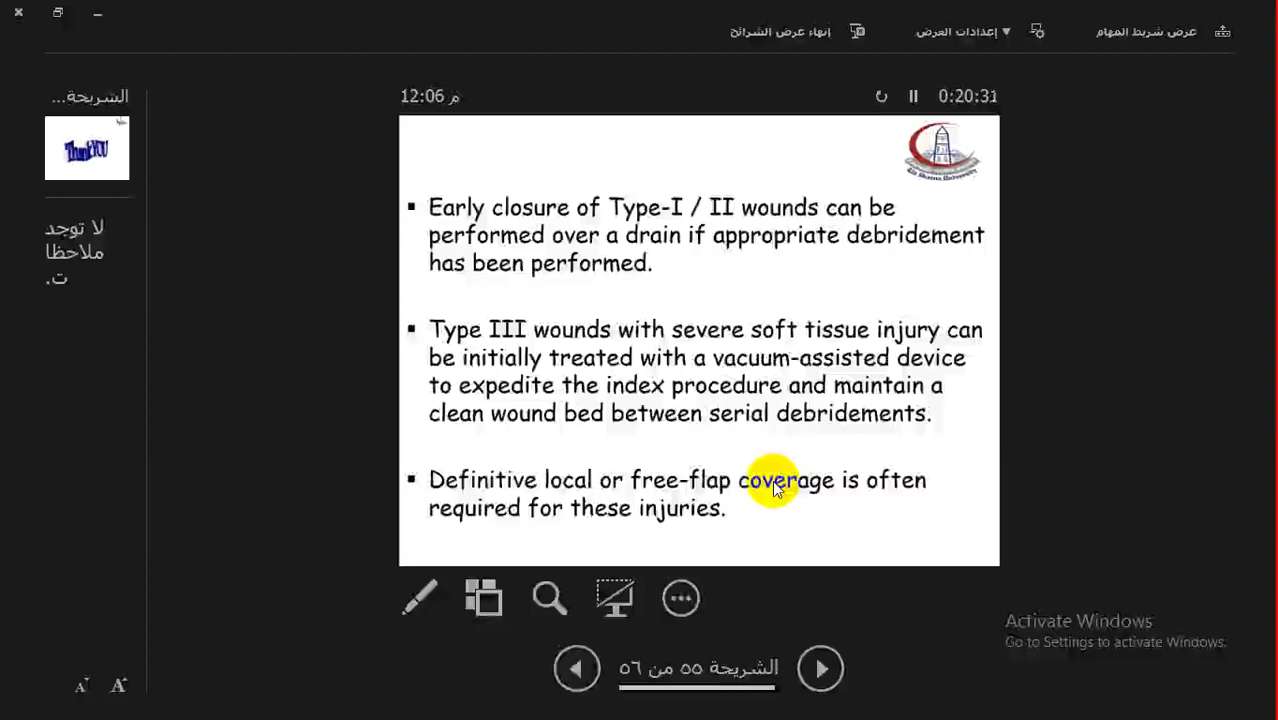 عرض شريط المهام
إعدادات العرض
إنهاء عرض الشرائح
0:20:31
12:06 م
الشريحة...
Thank YOU
لا توجد
ملاحظا
ت.
▪ Early closure of Type-I / II wounds can be
performed over a drain if appropriate debridement
has been performed.
▪ Type III wounds with severe soft tissue injury can
be initially treated with a vacuum-assisted device
to expedite the index procedure and maintain a
clean wound bed between serial debridements.
▪ Definitive local or free-flap coverage is often
required for these injuries.
Activate Windows
Go to Settings to activate Windows.
الشريحة ٥٥ من ٥٦
A A